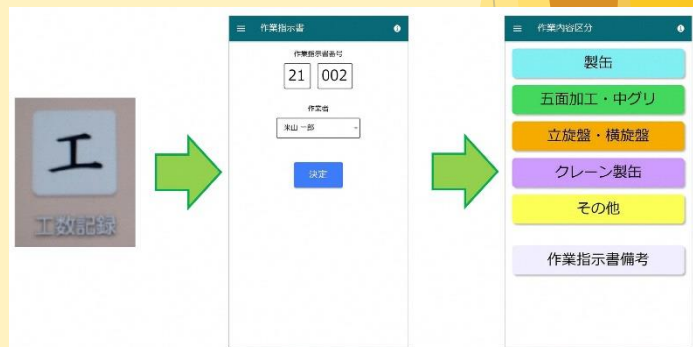 工
工数記録
作業指示書
作業指示書番号
21 002
作業者
米山 一郎
決定
作業内容区分
製缶
五面加工・中グリ
立旋盤・横旋盤
クレーン製缶
その他
作業指示書備考